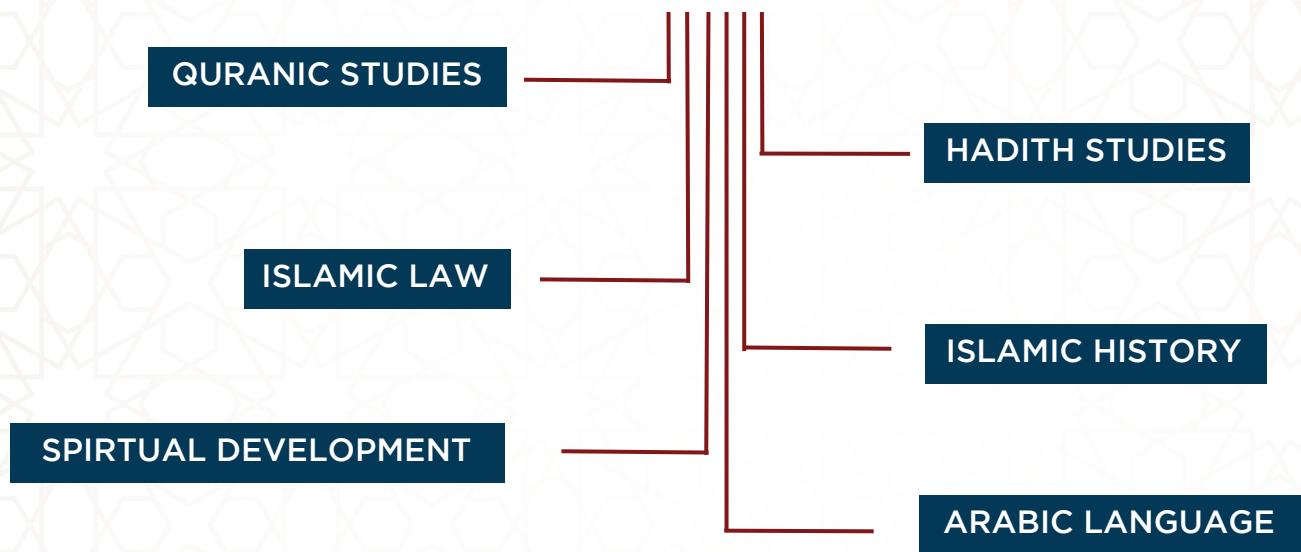 QURANIC STUDIES
HADITH STUDIES
ISLAMIC LAW
ISLAMIC HISTORY
SPIRTUAL DEVELOPMENT
ARABIC LANGUAGE